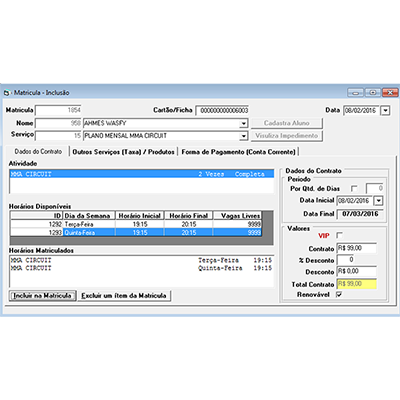 Matricula - Inclusão
Matricula 1854 Cartão/Ficha 000000000006003 Data 08/02/2016
Nome 958 AHMES WASFY Cadastra Aluno
Serviço 15 PLANO MENSAL MMA CIRCUIT Visualiza Impedimento
Dados do Contrato Outros Serviços (Taxa) / Produtos Forma de Pagamento (Conta Corrente)
Atividade
MMA CIRCUIT 2 Vezes Completa
Horários Disponíveis
ID Dia da Semana Horário Inicial Horário Final Vagas Livres
1292 Terça-Feira 19:15 20:15 9999
1293 Quinta-Feira 19:15 20:15 9999
Horários Matriculados
MMA CIRCUIT Terça-Feira 19:15
MMA CIRCUIT Quinta-Feira 19:15
Incluir na Matricula Excluir um ítem da Matricula
Dados do Contrato
Período
Por Qtd. de Dias 0
Data Inicial 08/02/2016
Data Final 07/03/2016
Valores
VIP
Contrato R$ 99,00
% Desconto 0
Desconto R$ 0,00
Total Contrato R$ 99,00
Renovável